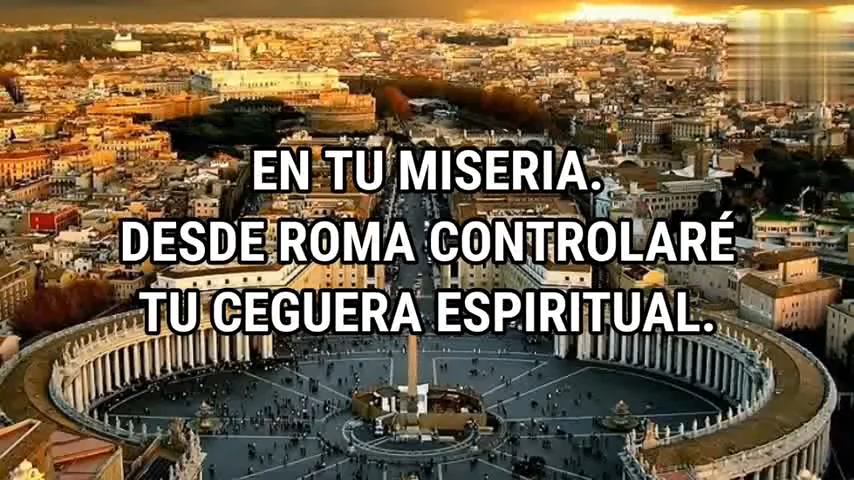 EN TU MISERIA.
DESDE ROMA CONTROLARÉ
TU CEGUERA ESPIRITUAL.